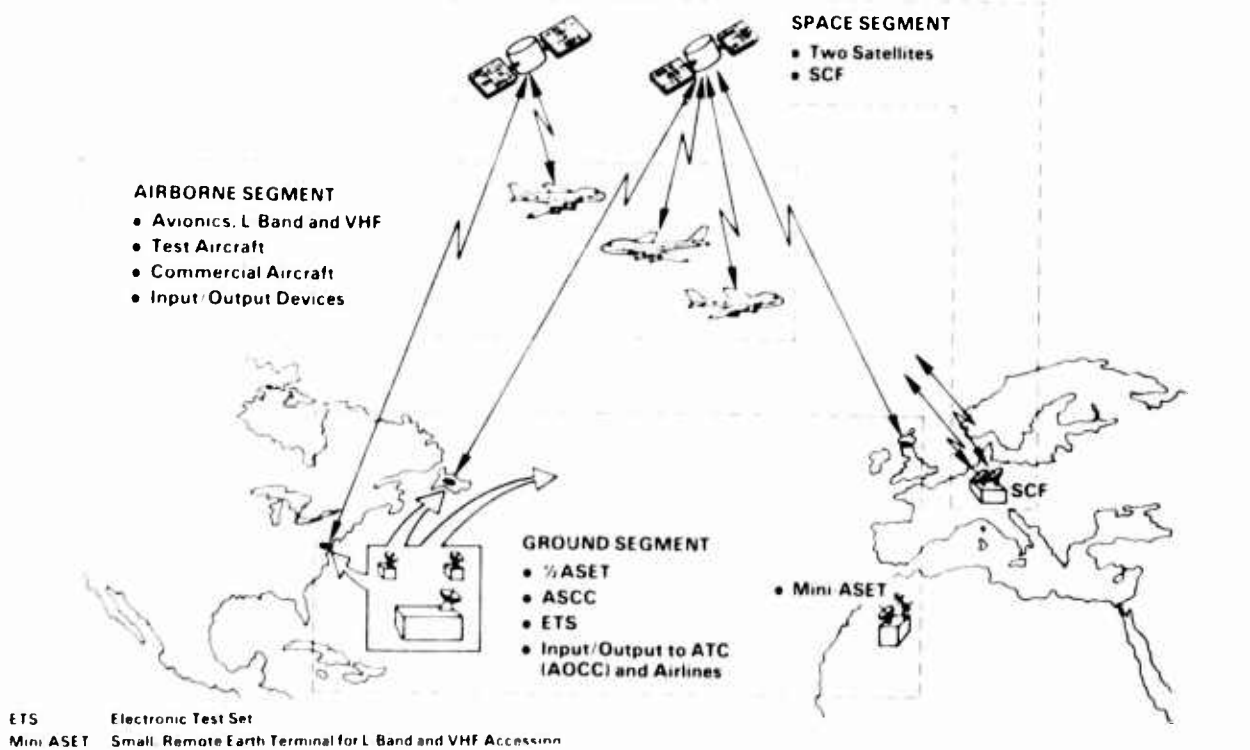 SPACE SEGMENT
• Two Satellites
• SCF
AIRBORNE SEGMENT
• Avionics, L Band and VHF
• Test Aircraft
• Commercial Aircraft
• Input/Output Devices
SCF
GROUND SEGMENT
• ½ ASET
• ASCC
• ETS
• Input/Output to ATC
(AOCC) and Airlines
• Mini-ASET
ETS Electronic Test Set
Mini ASET Small, Remote Earth Terminal for L Band and VHF Accession